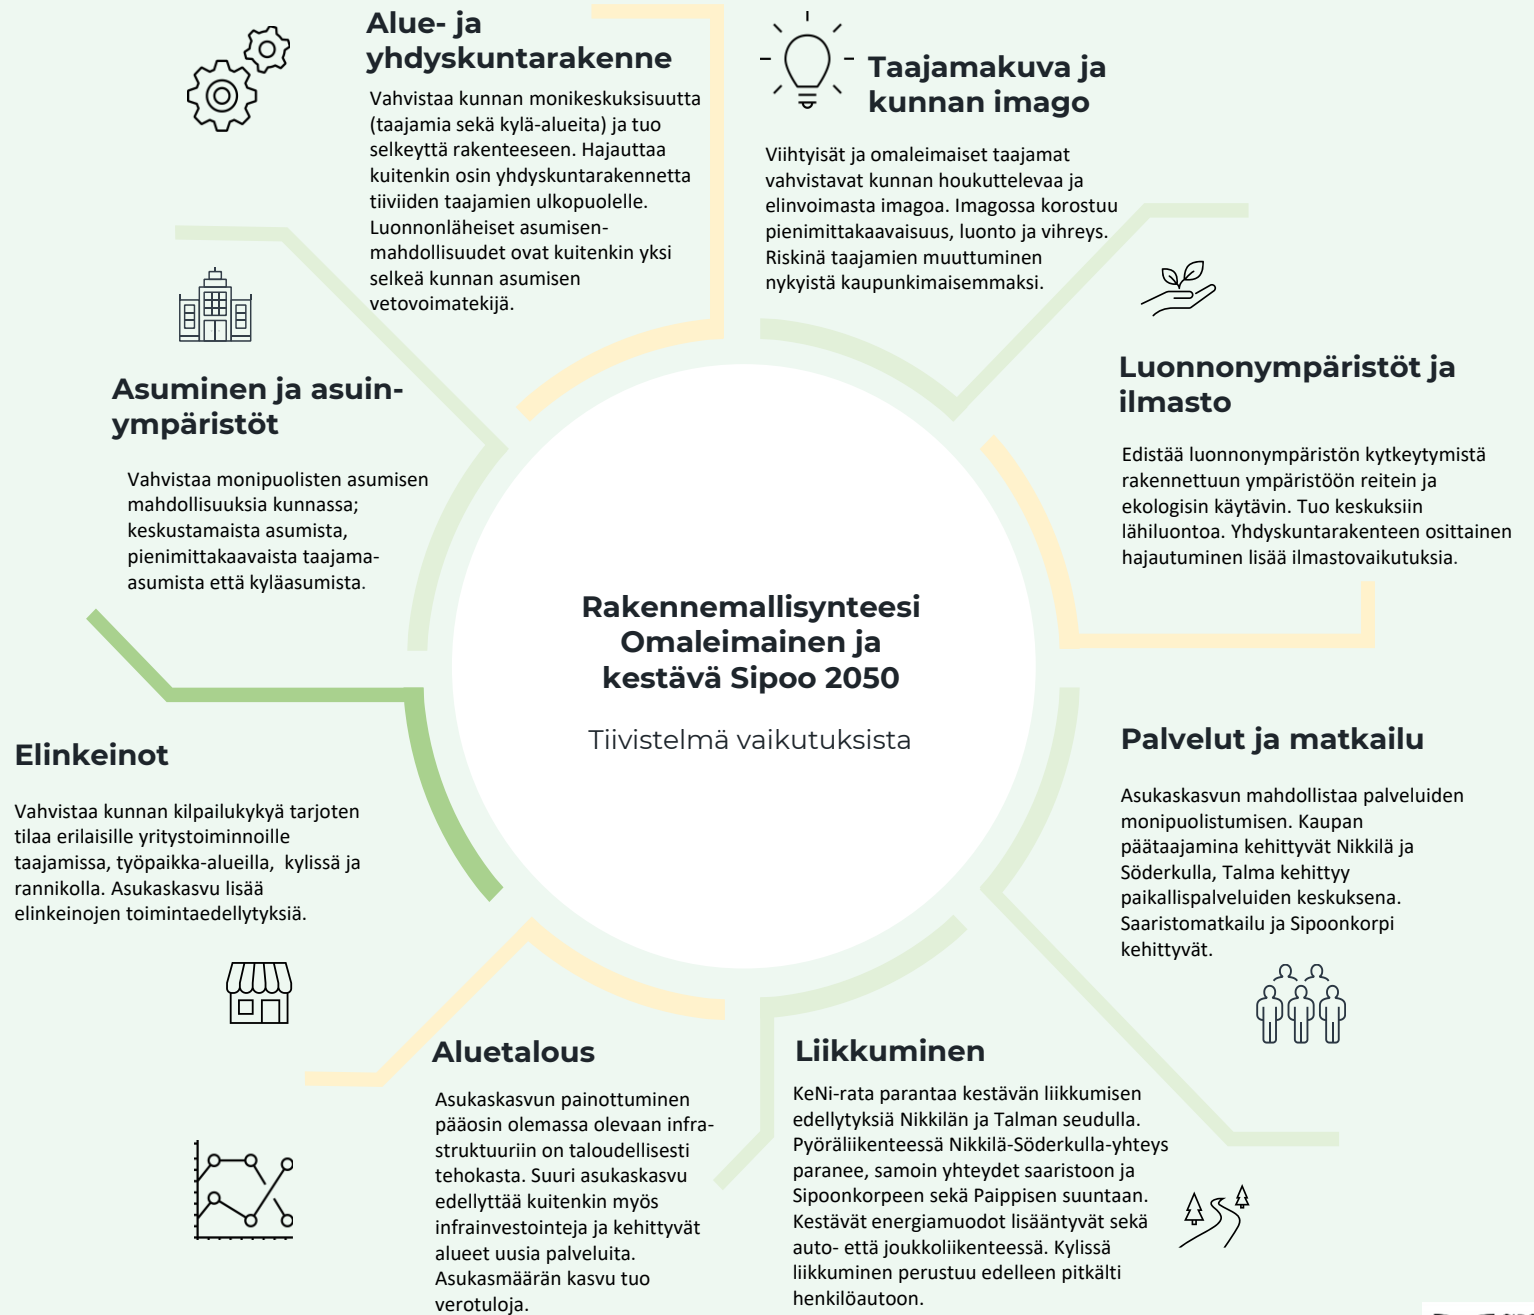 Alue- ja
yhdyskuntarakenne
Vahvistaa kunnan monikeskuksisuutta
(taajamia sekä kylä-alueita) ja tuo
selkeyttä rakenteeseen. Hajauttaa
kuitenkin osin yhdyskuntarakennetta
tiiviiden taajamien ulkopuolelle.
Luonnonläheiset asumisen-
mahdollisuudet ovat kuitenkin yksi
selkeä kunnan asumisen
vetovoimatekijä.
Taajamakuva ja
kunnan imago
Viihtyisät ja omaleimaiset taajamat
vahvistavat kunnan houkuttelevaa ja
elinvoimasta imagoa. Imagossa korostuu
pienimittakaavaisuus, luonto ja vihreys.
Riskinä taajamien muuttuminen
nykyistä kaupunkimaisemmaksi.
Asuminen ja asuin-
ympäristöt
Vahvistaa monipuolisten asumisen
mahdollisuuksia kunnassa;
keskustamaista asumista,
pienimittakaavaista taajama-
asumista että kyläasumista.
Luonnonympäristöt ja
ilmasto
Edistää luonnonympäristön kytkeytymistä
rakennettuun ympäristöön reitein ja
ekologisin käytävin. Tuo keskuksiin
lähiluontoa. Yhdyskuntarakenteen osittainen
hajautuminen lisää ilmastovaikutuksia.
Rakennemallisynteesi
Omaleimainen ja
kestävä Sipoo 2050
Tiivistelmä vaikutuksista
Elinkeinot
Vahvistaa kunnan kilpailukykyä tarjoten
tilaa erilaisille yritystoiminnoille
taajamissa, työpaikka-alueilla, kylissä ja
rannikolla. Asukaskasvu lisää
elinkeinojen toimintaedellytyksiä.
Palvelut ja matkailu
Asukaskasvun mahdollistaa palveluiden
monipuolistumisen. Kaupan
päätaajamina kehittyvät Nikkilä ja
Söderkulla, Talma kehittyy
paikallispalveluiden keskuksena.
Saaristomatkailu ja Sipoonkorpi
kehittyvät.
Aluetalous
Asukaskasvun painottuminen
pääosin olemassa olevaan infra-
struktuuriin on taloudellisesti
tehokasta. Suuri asukaskasvu
edellyttää kuitenkin myös
infrainvestointeja ja kehittyvät
alueet uusia palveluita.
Asukasmäärän kasvu tuo
verotuloja.
Liikkuminen
KeNi-rata parantaa kestävän liikkumisen
edellytyksiä Nikkilän ja Talman seudulla.
Pyöräliikenteessä Nikkilä-Söderkulla-yhteys
paranee, samoin yhteydet saaristoon ja
Sipoonkorpeen sekä Paippisen suuntaan.
Kestävät energiamuodot lisääntyvät sekä
auto- että joukkoliikenteessä. Kylissä
liikkuminen perustuu edelleen pitkälti
henkilöautoon.